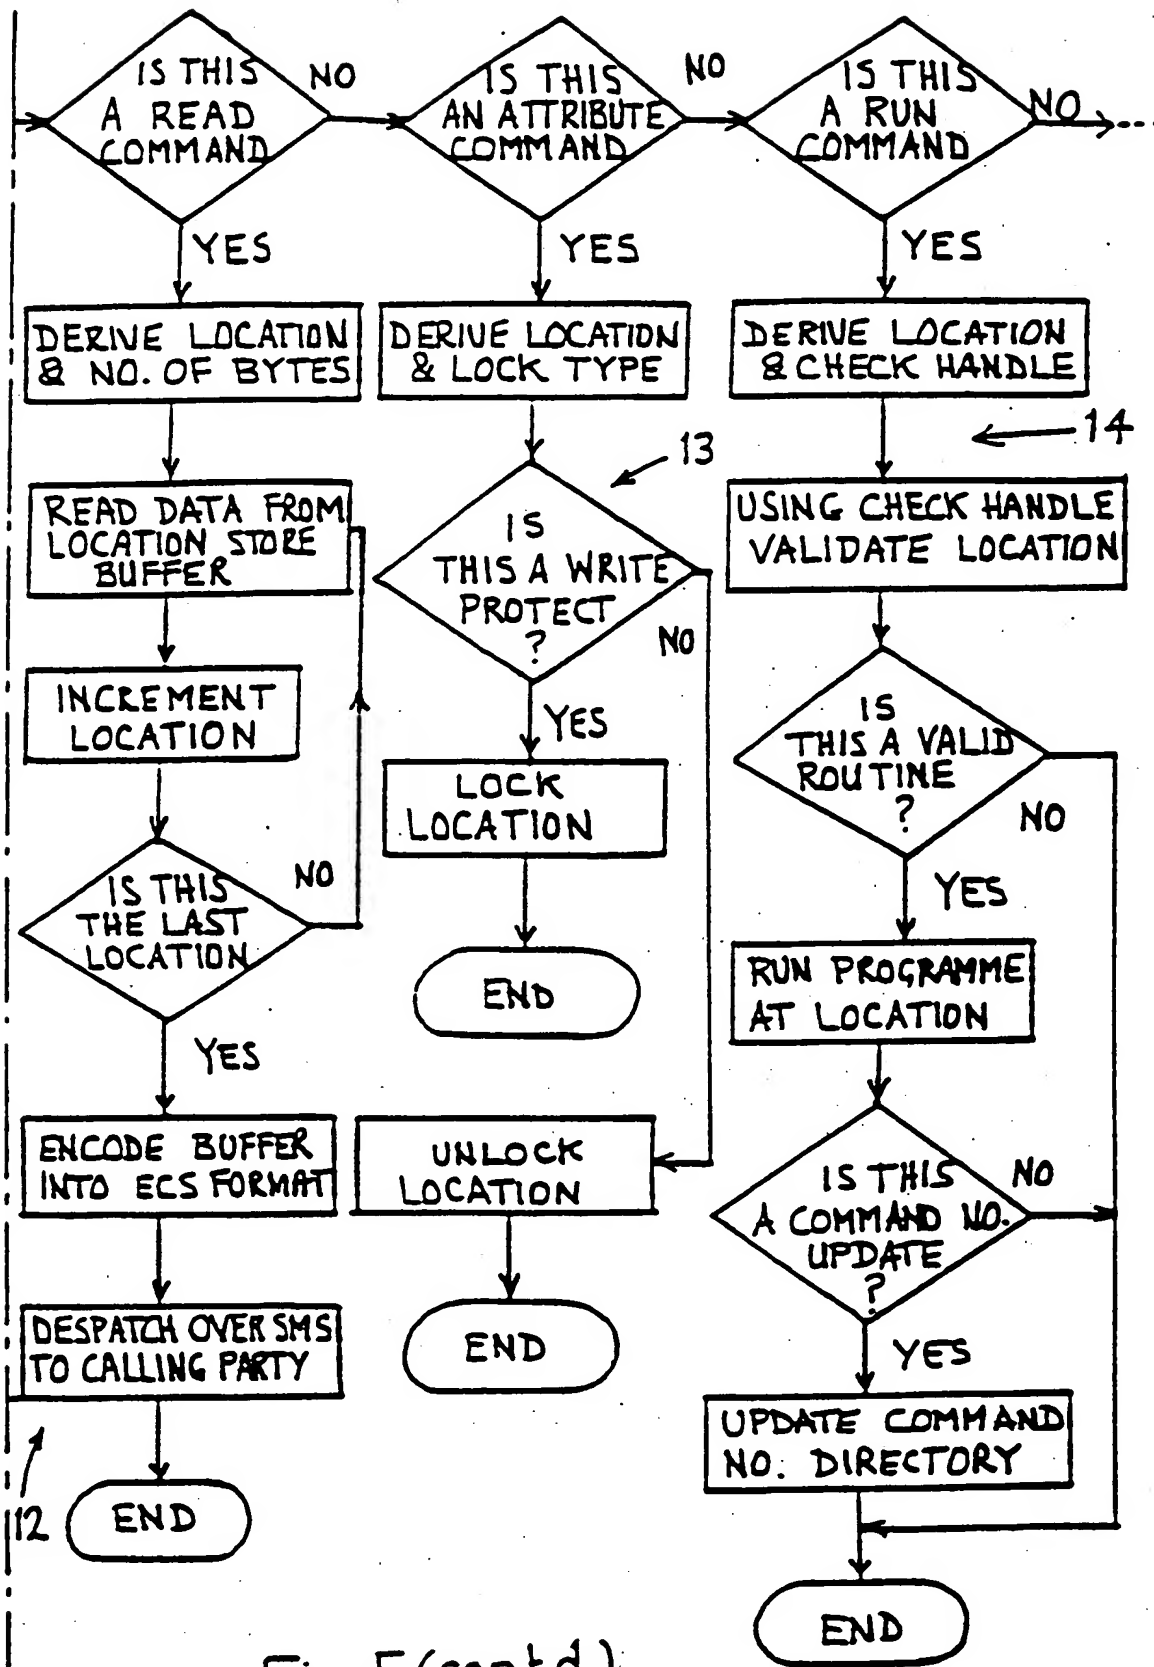 IS THIS
A READ
COMMAND
NO
IS THIS
AN ATTRIBUTE
COMMAND
NO
IS THIS
A RUN
COMMAND
NO
YES
YES
YES
DERIVE LOCATION
& NO. OF BYTES
DERIVE LOCATION
& LOCK TYPE
DERIVE LOCATION
& CHECK HANDLE
13
14
READ DATA FROM
LOCATION STORE
BUFFER
IS
THIS A WRITE
PROTECT
?
NO
USING CHECK HANDLE
VALIDATE LOCATION
INCREMENT
LOCATION
YES
IS
THIS A VALID
ROUTINE
?
NO
LOCK
LOCATION
IS THIS
THE LAST
LOCATION
NO
YES
END
RUN PROGRAMME
AT LOCATION
YES
ENCODE BUFFER
INTO ECS FORMAT
UNLOCK
LOCATION
IS THIS
A COMMAND NO.
UPDATE
?
NO
DESPATCH OVER SMS
TO CALLING PARTY
END
YES
UPDATE COMMAND
NO. DIRECTORY
12
END
END
Fig. 5 (contd.)